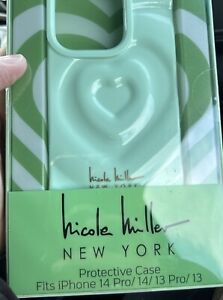 nicole miller
NEW YORK
nicole miller
NEW YORK
Protective Case
Fits iPhone 14 Pro/ 14/ 13 Pro/ 13